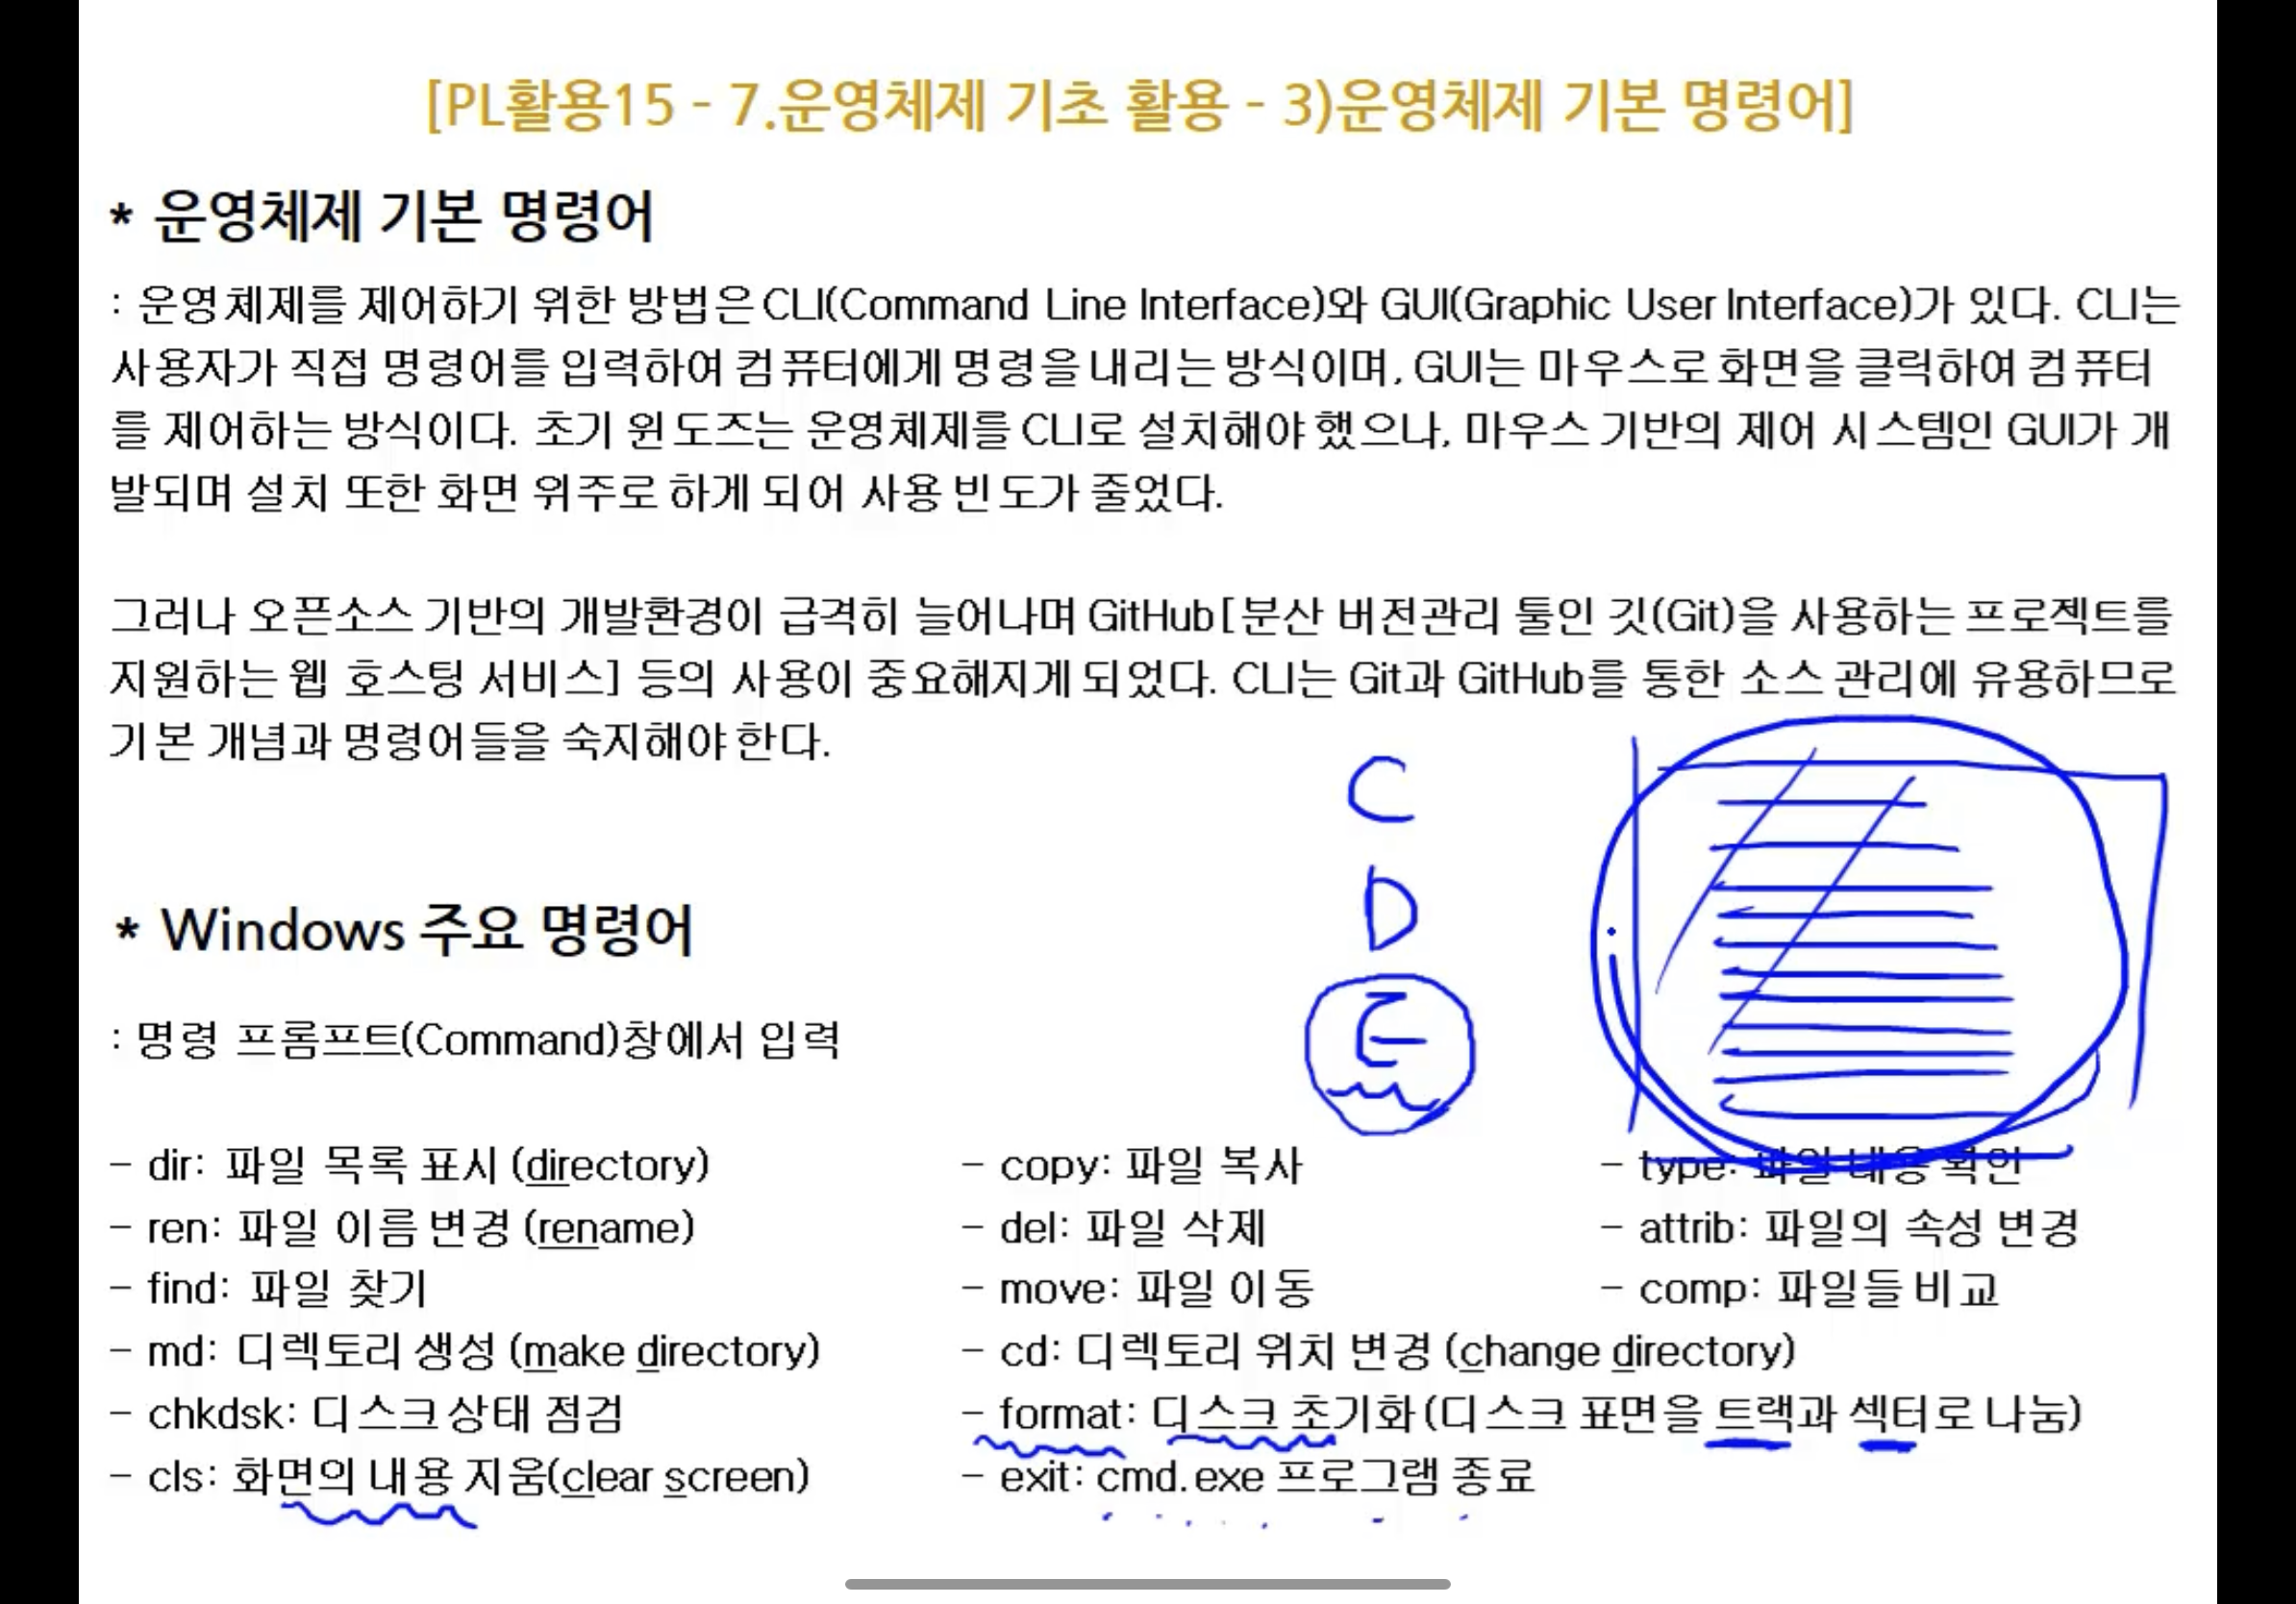 [PL활용15 - 7.운영체제 기초 활용 - 3)운영체제 기본 명령어]
* 운영체제 기본 명령어
: 운영체제를 제어하기 위한 방법은 CLI(Command Line Interface)와 GUI(Graphic User Interface)가 있다. CLI는
사용자가 직접 명령어를 입력하여 컴퓨터에게 명령을 내리는 방식이며, GUI는 마우스로 화면을 클릭하여 컴퓨터
를 제어하는 방식이다. 초기 윈도즈는 운영체제를 CLI로 설치해야 했으나, 마우스 기반의 제어 시스템인 GUI가 개
발되며 설치 또한 화면 위주로 하게 되어 사용 빈도가 줄었다.
그러나 오픈소스 기반의 개발환경이 급격히 늘어나며 GitHub[분산 버전관리 툴인 깃(Git)을 사용하는 프로젝트를
지원하는 웹 호스팅 서비스] 등의 사용이 중요해지게 되었다. CLI는 Git과 GitHub를 통한 소스 관리에 유용하므로
기본 개념과 명령어들을 숙지해야 한다.
C
D
E
* Windows 주요 명령어
: 명령 프롬프트(Command)창에서 입력
- dir: 파일 목록 표시 (directory) - copy: 파일 복사 - type: 파일 내용 확인
- ren: 파일 이름 변경 (rename) - del: 파일 삭제 - attrib: 파일의 속성 변경
- find: 파일 찾기 - move: 파일 이동 - comp: 파일들 비교
- md: 디렉토리 생성 (make directory) - cd: 디렉토리 위치 변경 (change directory)
- chkdsk: 디스크 상태 점검 - format: 디스크 초기화(디스크 표면을 트랙과 섹터로 나눔)
- cls: 화면의 내용 지움(clear screen) - exit: cmd.exe 프로그램 종료